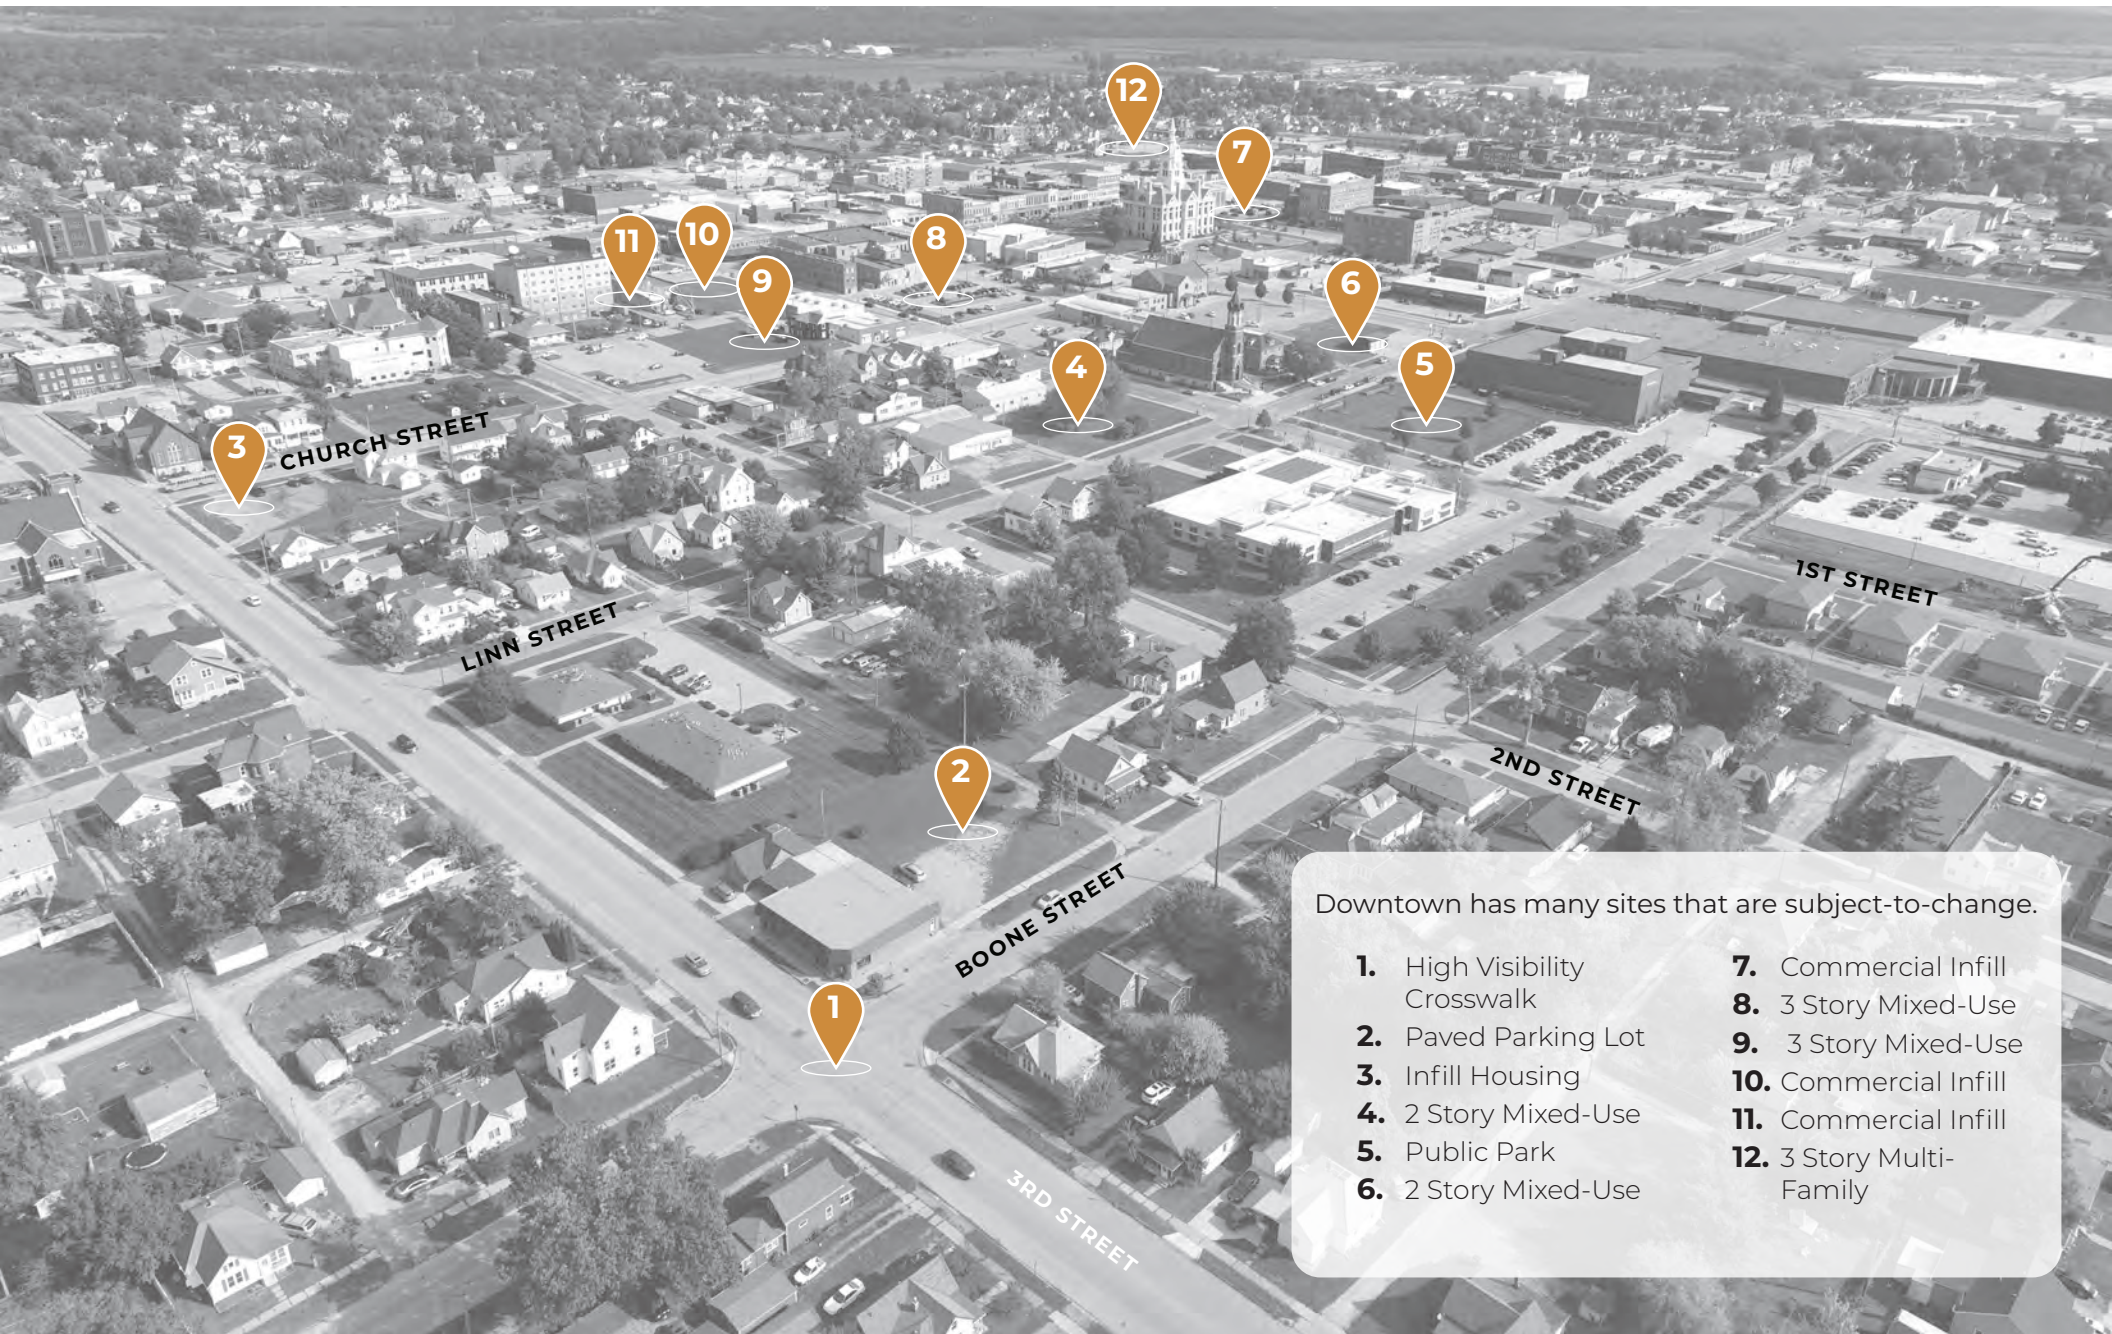 12
7
11
10
8
9
6
4
5
3
CHURCH STREET
1ST STREET
LINN STREET
2ND STREET
2
BOONE STREET
1
3RD STREET
Downtown has many sites that are subject-to-change.
1. High Visibility
Crosswalk
2. Paved Parking Lot
3. Infill Housing
4. 2 Story Mixed-Use
5. Public Park
6. 2 Story Mixed-Use
7. Commercial Infill
8. 3 Story Mixed-Use
9. 3 Story Mixed-Use
10. Commercial Infill
11. Commercial Infill
12. 3 Story Multi-
Family